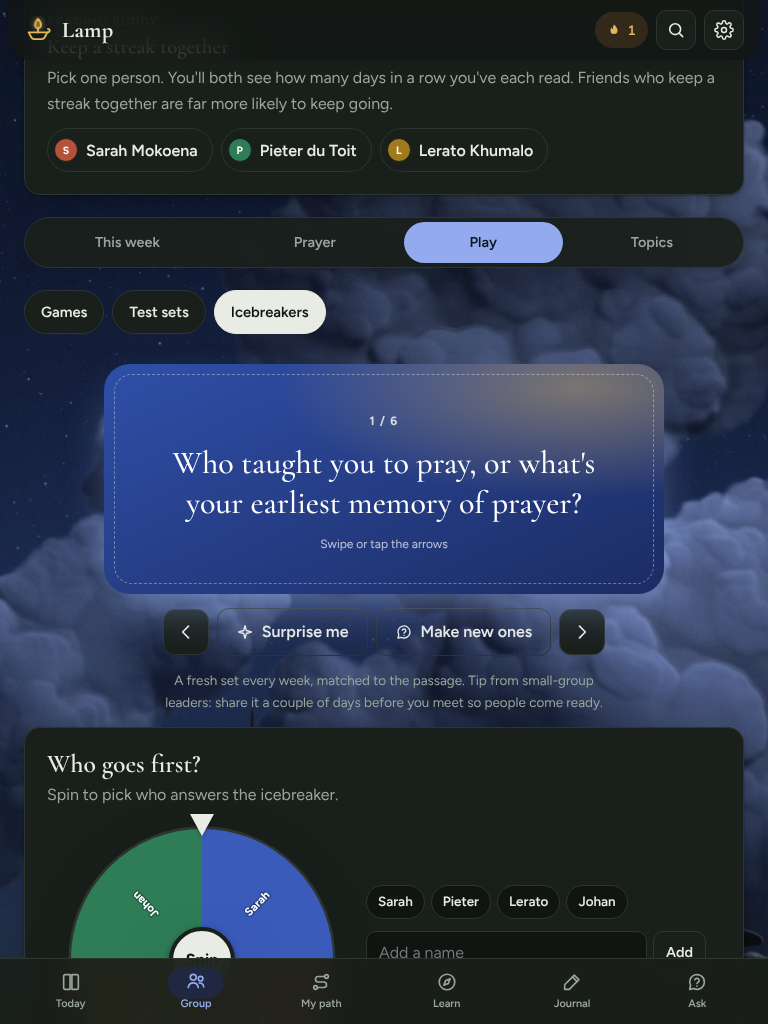 Lamp
1
Keep a streak together
Pick one person. You'll both see how many days in a row you've each read. Friends who keep a
streak together are far more likely to keep going.
S Sarah Mokoena
P Pieter du Toit
L Lerato Khumalo
This week
Prayer
Play
Topics
Games
Test sets
Icebreakers
1 / 6
Who taught you to pray, or what's
your earliest memory of prayer?
Swipe or tap the arrows
Surprise me
Make new ones
A fresh set every week, matched to the passage. Tip from small-group
leaders: share it a couple of days before you meet so people come ready.
Who goes first?
Spin to pick who answers the icebreaker.
Johan
Sarah
Sarah
Pieter
Lerato
Johan
Add a name
Add
Spin
Today
Group
My path
Learn
Journal
Ask